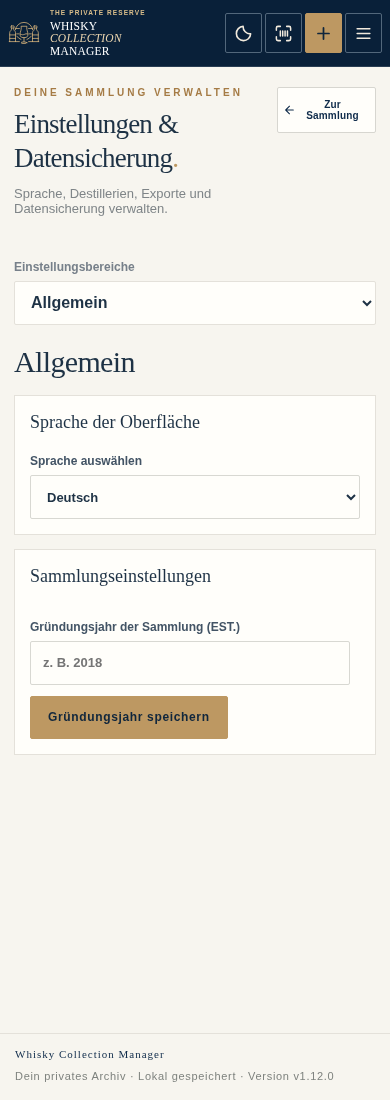 THE PRIVATE RESERVE
WHISKY
COLLECTION
MANAGER
DEINE SAMMLUNG VERWALTEN
Einstellungen &
Datensicherung.
Zur
Sammlung
Sprache, Destillerien, Exporte und
Datensicherung verwalten.
Einstellungsbereiche
Allgemein
Allgemein
Sprache der Oberfläche
Sprache auswählen
Deutsch
Sammlungseinstellungen
Gründungsjahr der Sammlung (EST.)
z. B. 2018
Gründungsjahr speichern
Whisky Collection Manager
Dein privates Archiv · Lokal gespeichert · Version v1.12.0